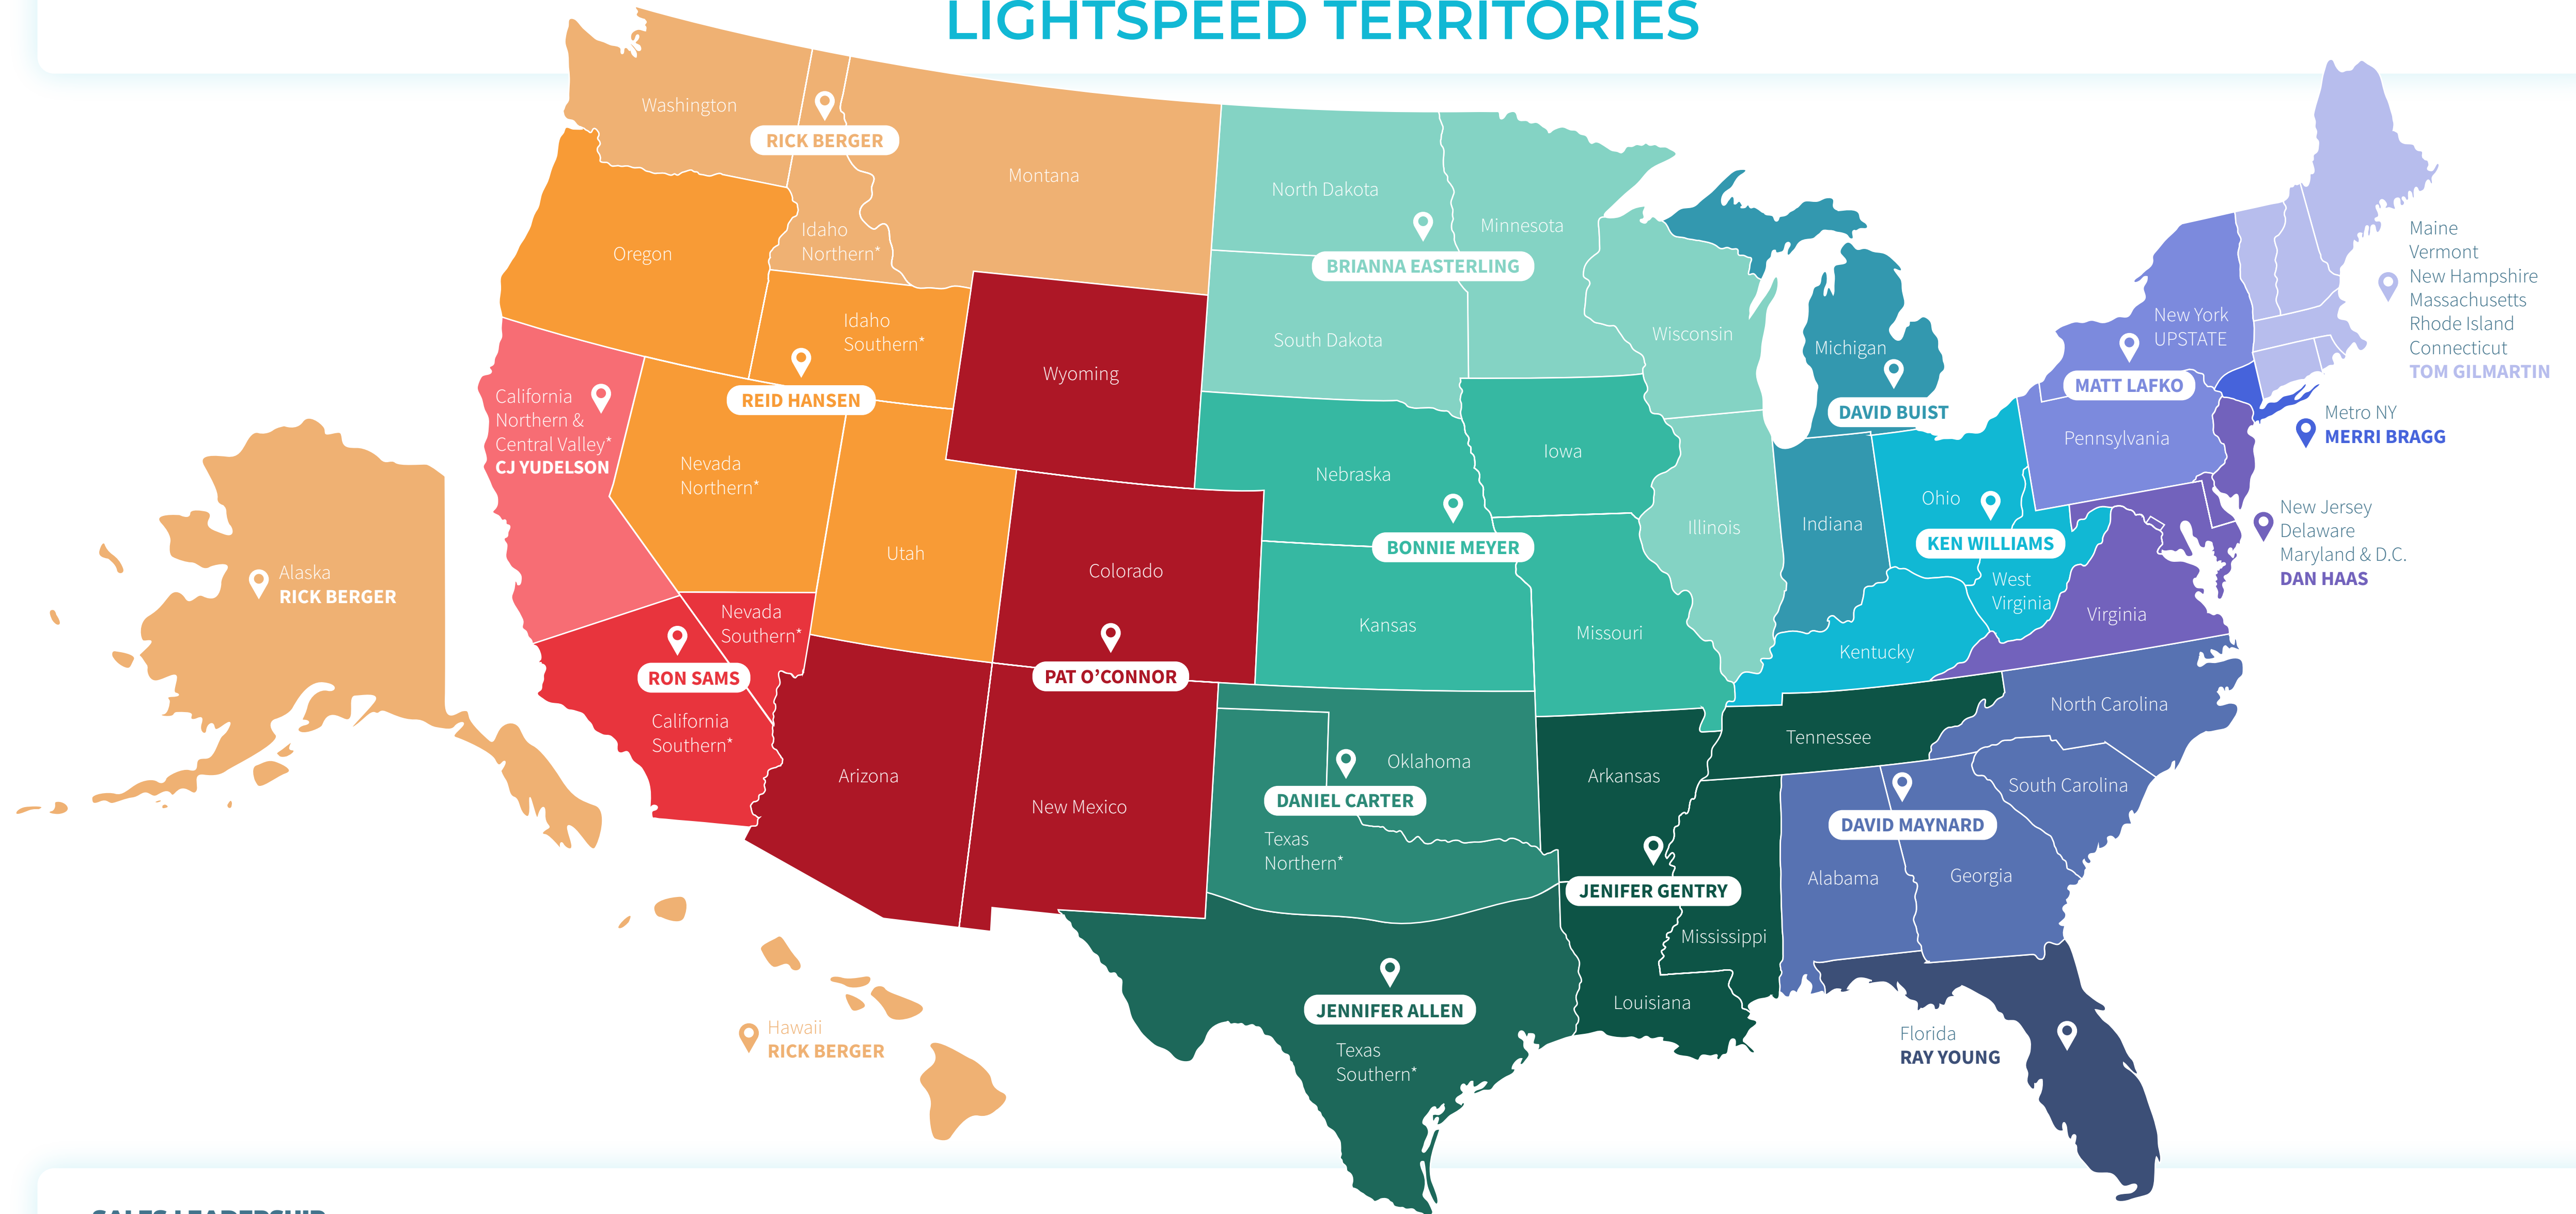 LIGHTSPEED TERRITORIES
Washington
RICK BERGER
Montana
Idaho
Northern*
Oregon
Idaho
Southern*
REID HANSEN
Wyoming
California
Northern &
Central Valley*
CJ YUDELSON
Nevada
Northern*
Utah
Colorado
PAT O’CONNOR
Nevada
Southern*
RON SAMS
California
Southern*
Arizona
New Mexico
Alaska
RICK BERGER
Hawaii
RICK BERGER
North Dakota
Minnesota
BRIANNA EASTERLING
South Dakota
Wisconsin
Illinois
Nebraska
Iowa
BONNIE MEYER
Kansas
Missouri
Oklahoma
DANIEL CARTER
Texas
Northern*
JENNIFER ALLEN
Texas
Southern*
Arkansas
Tennessee
JENIFER GENTRY
Mississippi
Louisiana
Michigan
DAVID BUIST
Indiana
Ohio
KEN WILLIAMS
West
Virginia
Kentucky
Virginia
North Carolina
South Carolina
DAVID MAYNARD
Alabama
Georgia
Florida
RAY YOUNG
New York
UPSTATE
MATT LAFKO
Pennsylvania
Maine
Vermont
New Hampshire
Massachusetts
Rhode Island
Connecticut
TOM GILMARTIN
Metro NY
MERRI BRAGG
New Jersey
Delaware
Maryland & D.C.
DAN HAAS
SALES LEADERSHIP